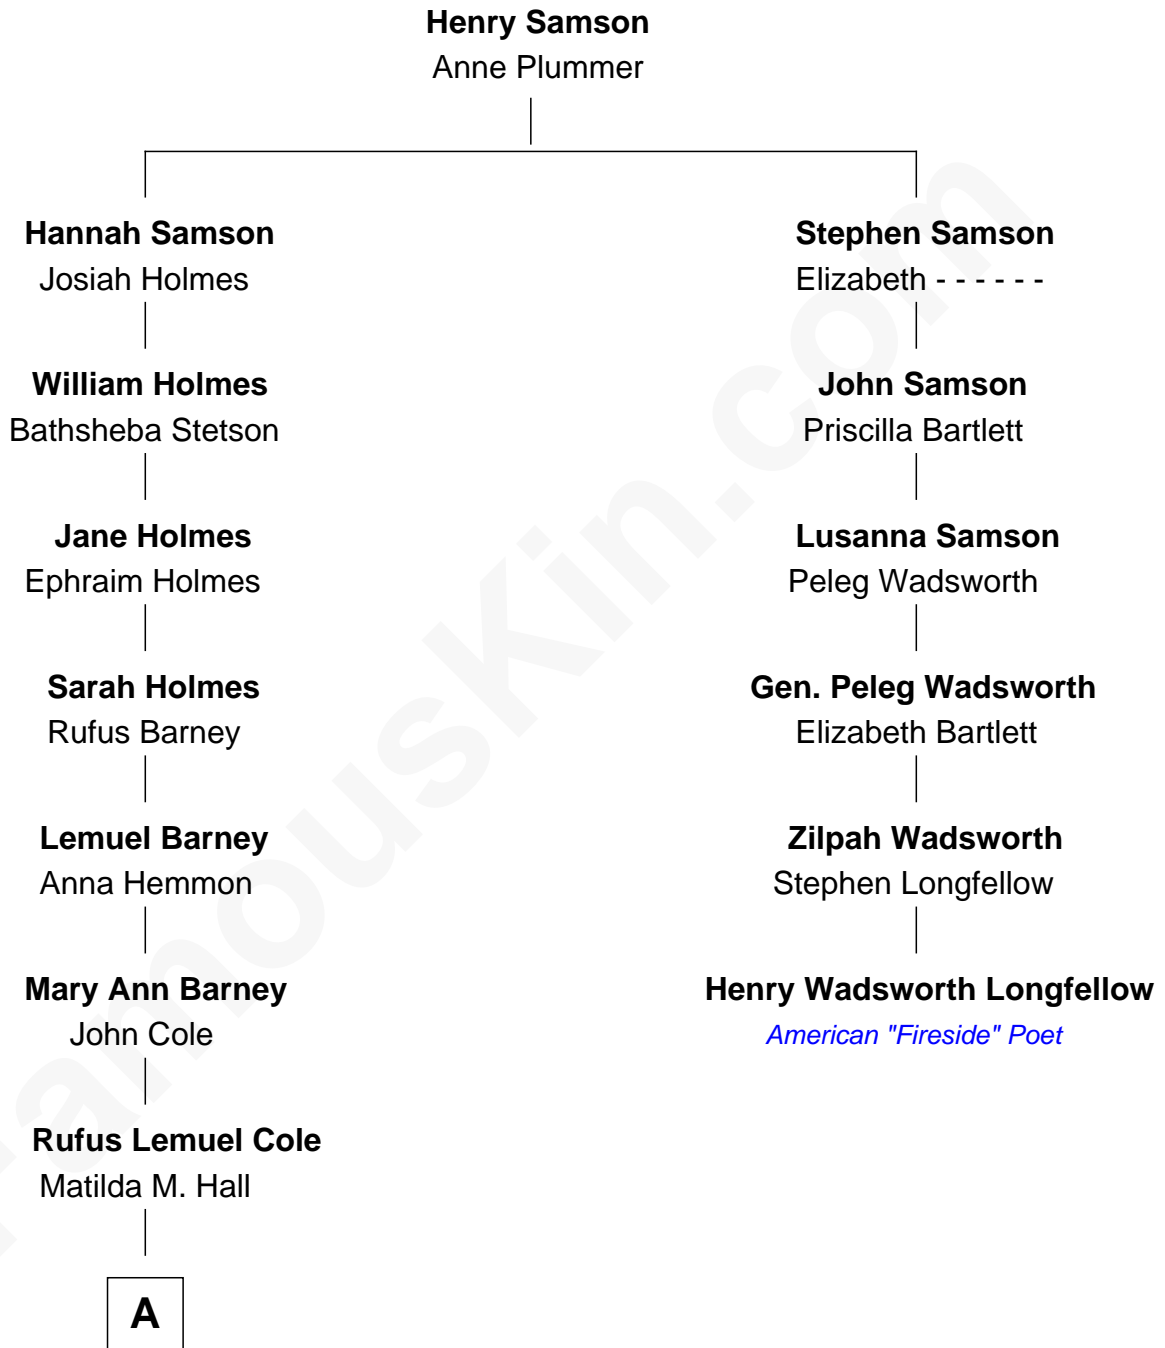 Henry Samson
Anne Plummer
Hannah Samson
Josiah Holmes
William Holmes
Bathsheba Stetson
Jane Holmes
Ephraim Holmes
Sarah Holmes
Rufus Barney
Lemuel Barney
Anna Hemmon
Mary Ann Barney
John Cole
Rufus Lemuel Cole
Matilda M. Hall
A
Stephen Samson
Elizabeth - - - - - -
John Samson
Priscilla Bartlett
Lusanna Samson
Peleg Wadsworth
Gen. Peleg Wadsworth
Elizabeth Bartlett
Zilpah Wadsworth
Stephen Longfellow
Henry Wadsworth Longfellow
American "Fireside" Poet
FamousKin.com